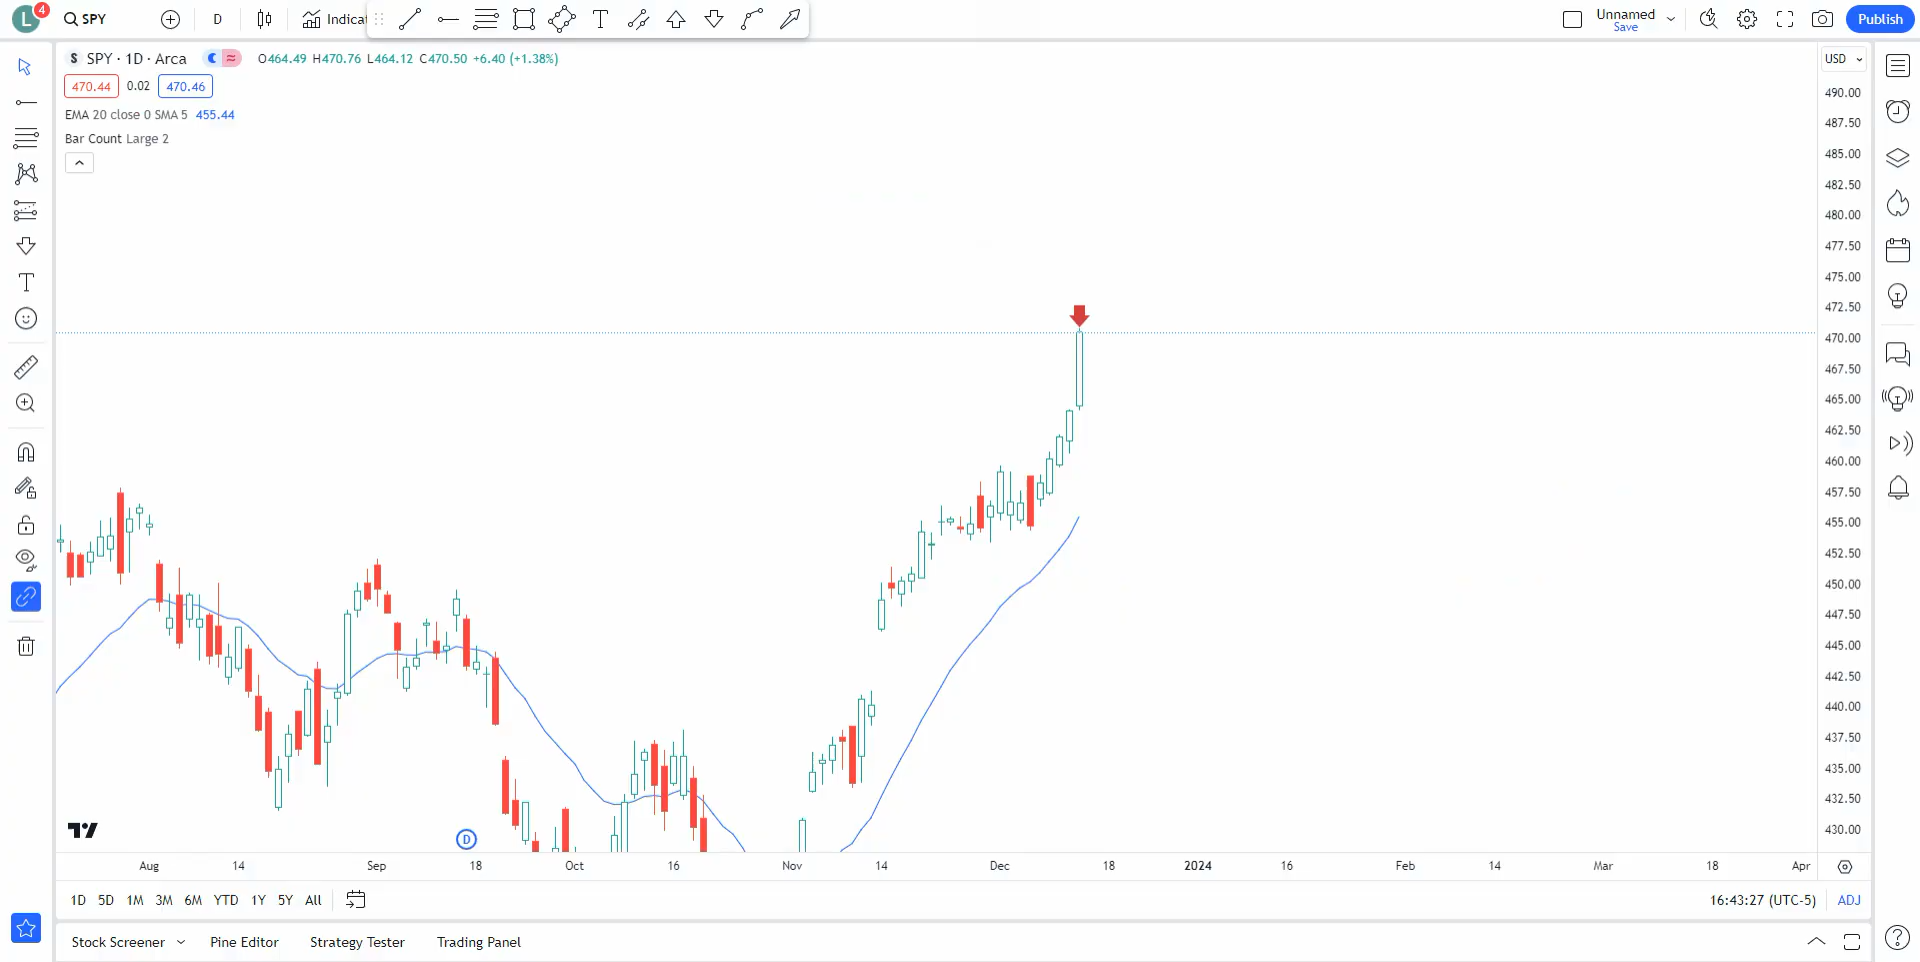 L 4 SPY D Indica T Unnamed Save Publish
S SPY · 1D · Arca O464.49 H470.76 L464.12 C470.50 +6.40 (+1.38%) USD
470.44 0.02 470.46
EMA 20 close 0 SMA 5 455.44
Bar Count Large 2
490.00
487.50
485.00
482.50
480.00
477.50
475.00
472.50
470.00
467.50
465.00
462.50
460.00
457.50
455.00
452.50
450.00
447.50
445.00
442.50
440.00
437.50
435.00
432.50
430.00
D
Aug 14 Sep 18 Oct 16 Nov 14 Dec 18 2024 16 Feb 14 Mar 18 Apr
1D 5D 1M 3M 6M YTD 1Y 5Y All 16:43:27 (UTC-5) ADJ
Stock Screener Pine Editor Strategy Tester Trading Panel